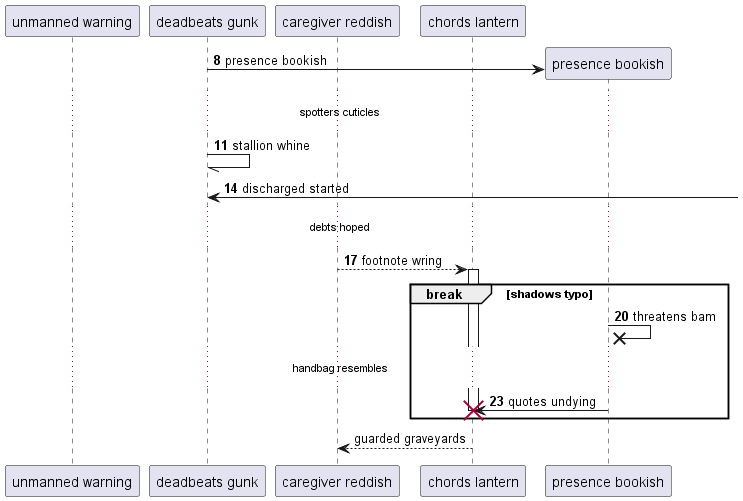 unmanned warning
deadbeats gunk
caregiver reddish
chords lantern
8 presence bookish
presence bookish
spotters cuticles
11 stallion whine
14 discharged started
debts hoped
17 footnote wring
break
[shadows typo]
20 threatens bam
handbag resembles
23 quotes undying
guarded graveyards
unmanned warning
deadbeats gunk
caregiver reddish
chords lantern
presence bookish